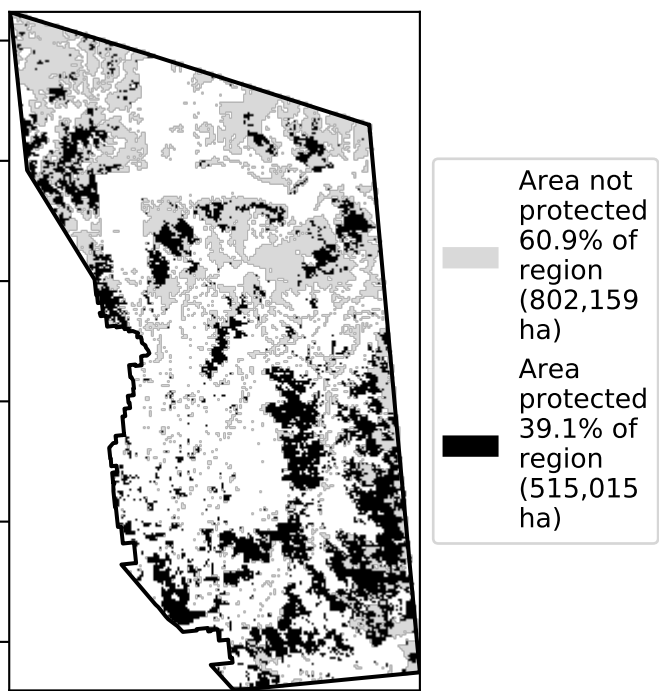 Area not
protected
60.9% of
region
(802,159
ha)
Area
protected
39.1% of
region
(515,015
ha)